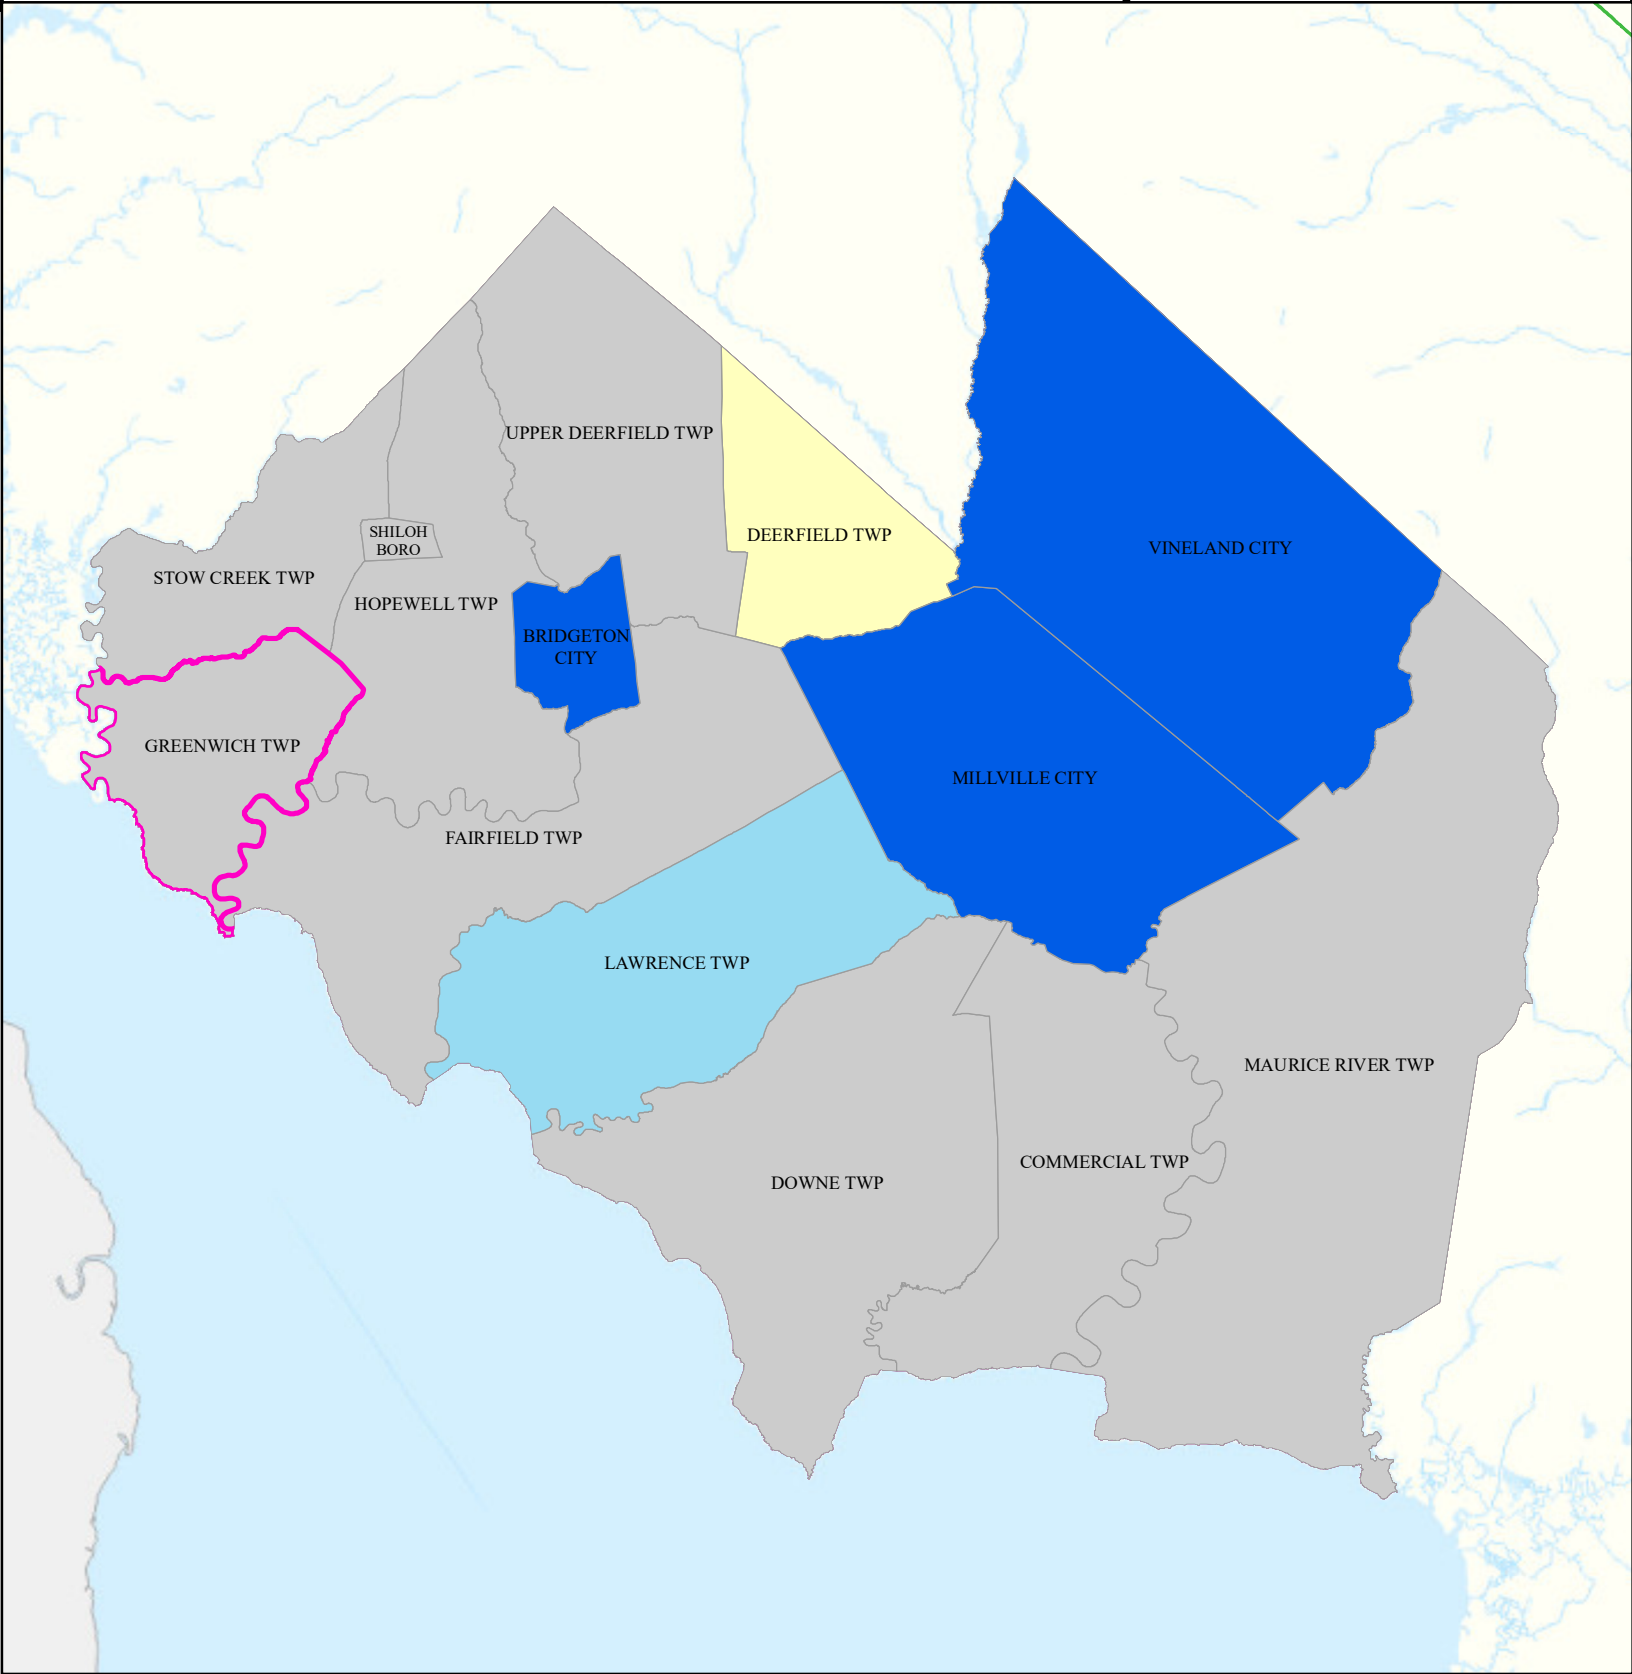 UPPER DEERFIELD TWP
SHILOH
BORO
DEERFIELD TWP
VINELAND CITY
STOW CREEK TWP
HOPEWELL TWP
BRIDGETON
CITY
GREENWICH TWP
MILLVILLE CITY
FAIRFIELD TWP
LAWRENCE TWP
MAURICE RIVER TWP
COMMERCIAL TWP
DOWNE TWP